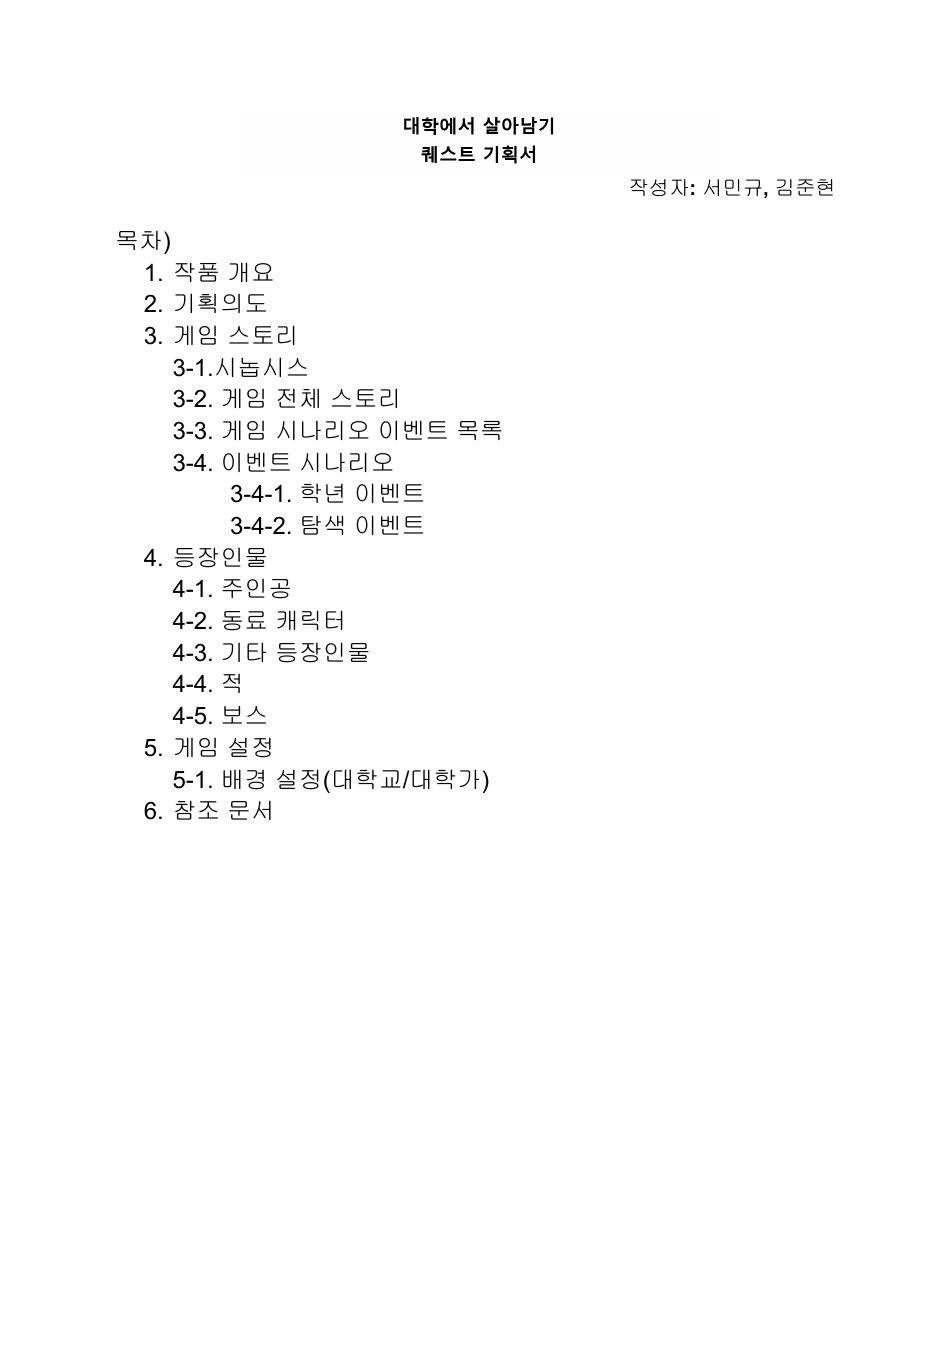 대학에서 살아남기
퀘스트 기획서
작성자: 서민규, 김준현
목차)
1. 작품 개요
2. 기획의도
3. 게임 스토리
3-1.시놉시스
3-2. 게임 전체 스토리
3-3. 게임 시나리오 이벤트 목록
3-4. 이벤트 시나리오
3-4-1. 학년 이벤트
3-4-2. 탐색 이벤트
4. 등장인물
4-1. 주인공
4-2. 동료 캐릭터
4-3. 기타 등장인물
4-4. 적
4-5. 보스
5. 게임 설정
5-1. 배경 설정(대학교/대학가)
6. 참조 문서